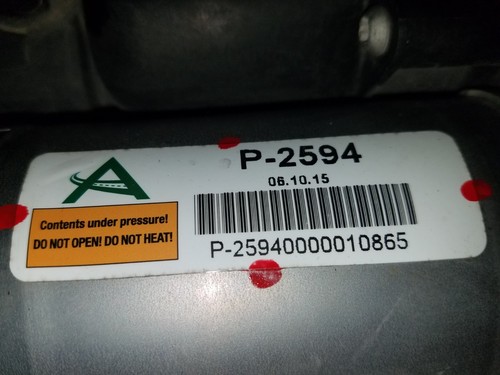 P-2594
06.10.15
Contents under pressure!
DO NOT OPEN! DO NOT HEAT!
P-25940000010865